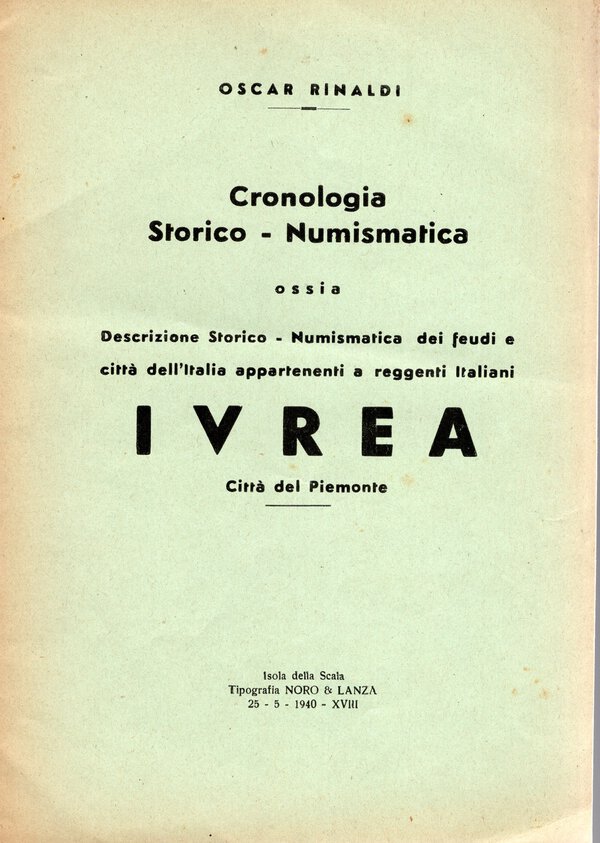 OSCAR RINALDI
Cronologia
Storico - Numismatica
ossia
Descrizione Storico - Numismatica dei feudi e
città dell'Italia appartenenti a reggenti Italiani
IVREA
Città del Piemonte
Isola della Scala
Tipografia NORO & LANZA
25 - 5 - 1940 - XVIII